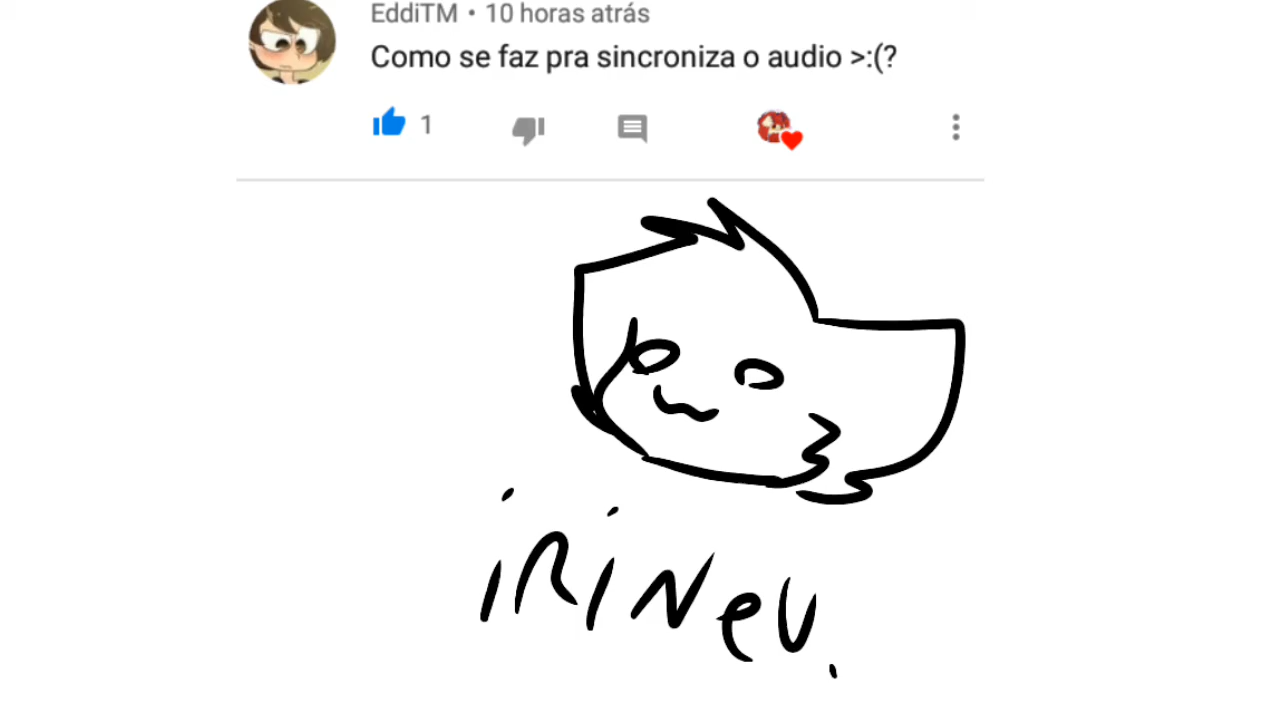 EddiTM • 10 horas atrás
Como se faz pra sincroniza o audio >:(?
1
iRiNeU.